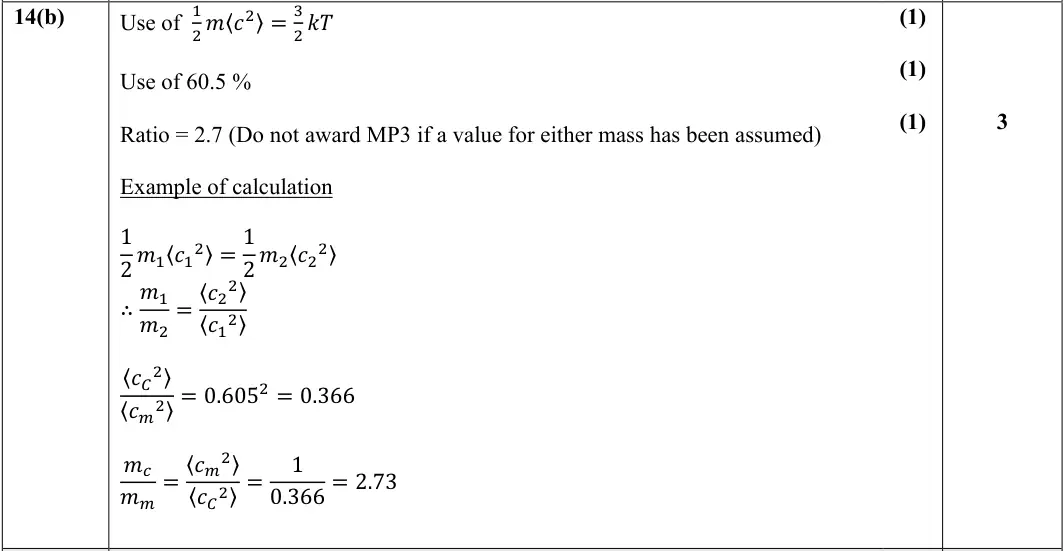 14(b) Use of ½m⟨c²⟩ = 3/2 kT (1)
Use of 60.5 % (1)
Ratio = 2.7 (Do not award MP3 if a value for either mass has been assumed) (1) 3
Example of calculation
1/2 m₁⟨c₁²⟩ = 1/2 m₂⟨c₂²⟩
∴ m₁/m₂ = ⟨c₂²⟩/⟨c₁²⟩
⟨c_C²⟩/⟨c_m²⟩ = 0.605² = 0.366
m_c/m_m = ⟨c_m²⟩/⟨c_C²⟩ = 1/0.366 = 2.73